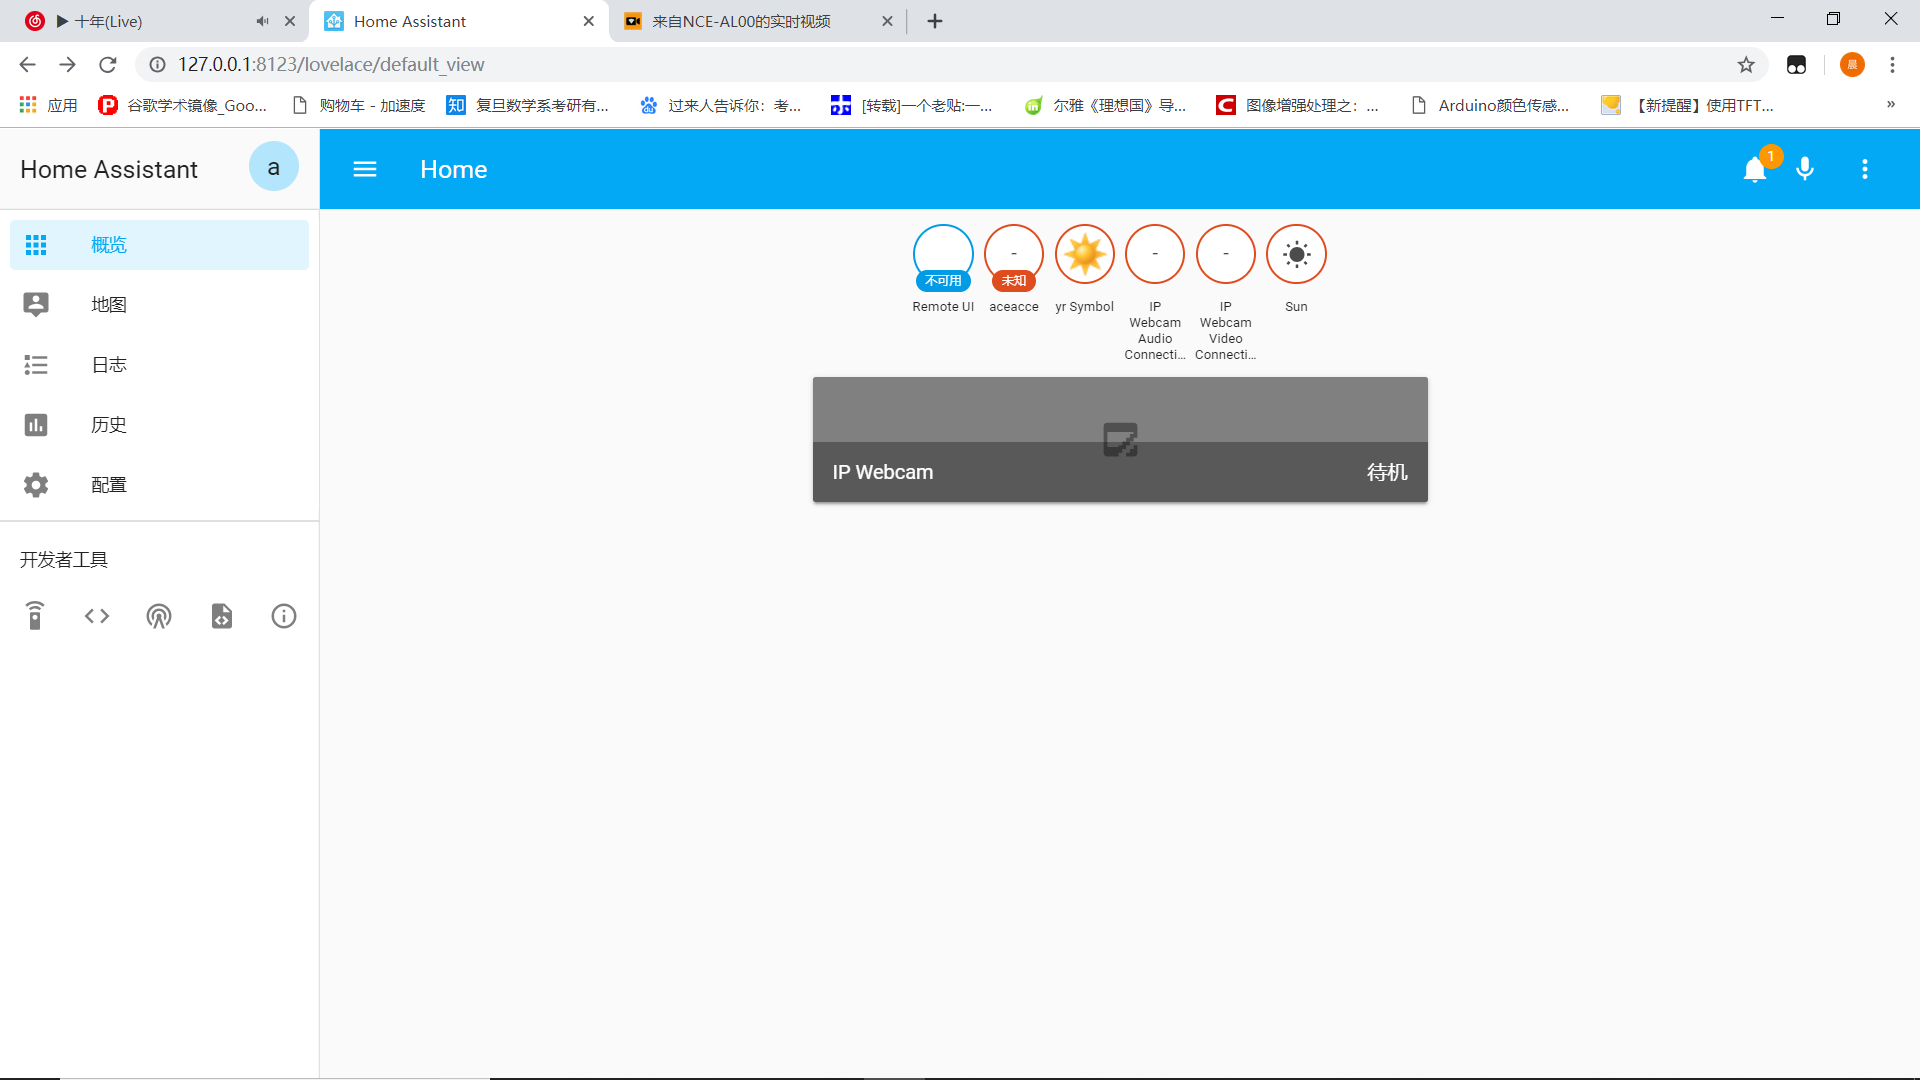 十年(Live)
Home Assistant
来自NCE-AL00的实时视频
127.0.0.1:8123/lovelace/default_view
晨
应用
谷歌学术镜像_Goo...
购物车 - 加速度
知
复旦数学系考研有...
过来人告诉你：考...
[转载]一个老贴:一...
尔雅《理想国》导...
图像增强处理之：...
Arduino颜色传感...
【新提醒】使用TFT...
»
Home Assistant
a
Home
1
概览
地图
日志
历史
配置
开发者工具
不可用
Remote UI
-
未知
aceacce
yr Symbol
-
IP
Webcam
Audio
Connecti...
-
IP
Webcam
Video
Connecti...
Sun
IP Webcam
待机